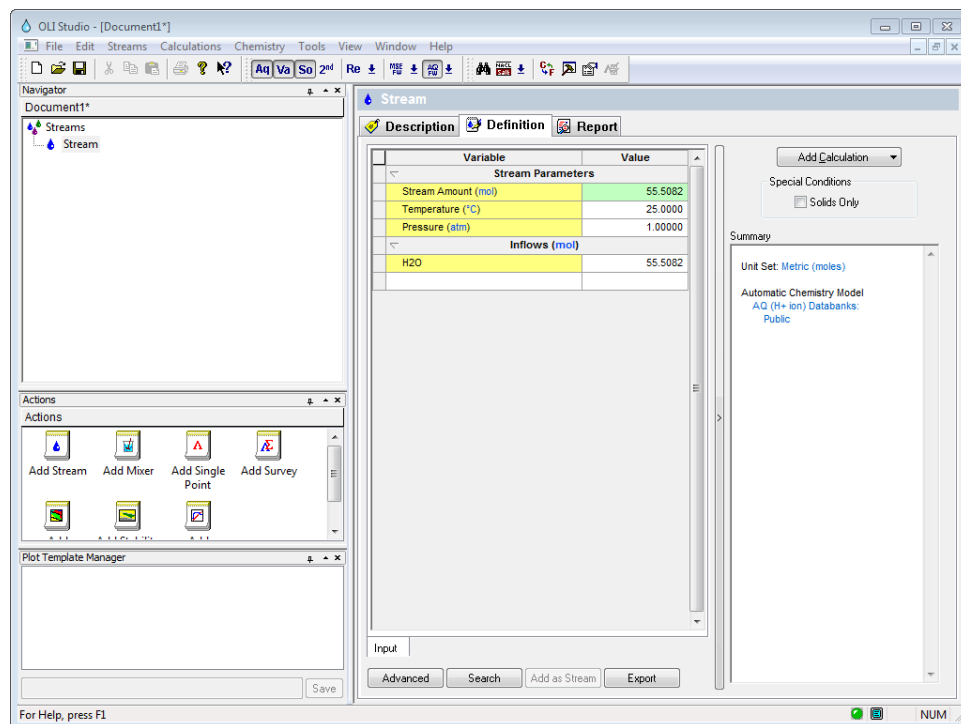 OLI Studio - [Document1*]
File Edit Streams Calculations Chemistry Tools View Window Help
Aq Va So 2nd Re MSE FW AQ FW
Navigator
Document1*
Streams
Stream
Actions
Actions
Add Stream Add Mixer Add Single Point Add Survey
Plot Template Manager
Save
Stream
Description Definition Report
Variable Value
Stream Parameters
Stream Amount (mol) 55.5082
Temperature (°C) 25.0000
Pressure (atm) 1.00000
Inflows (mol)
H2O 55.5082
Input
Advanced Search Add as Stream Export
Add Calculation
Special Conditions
Solids Only
Summary
Unit Set: Metric (moles)
Automatic Chemistry Model
AQ (H+ ion) Databanks:
Public
For Help, press F1 NUM